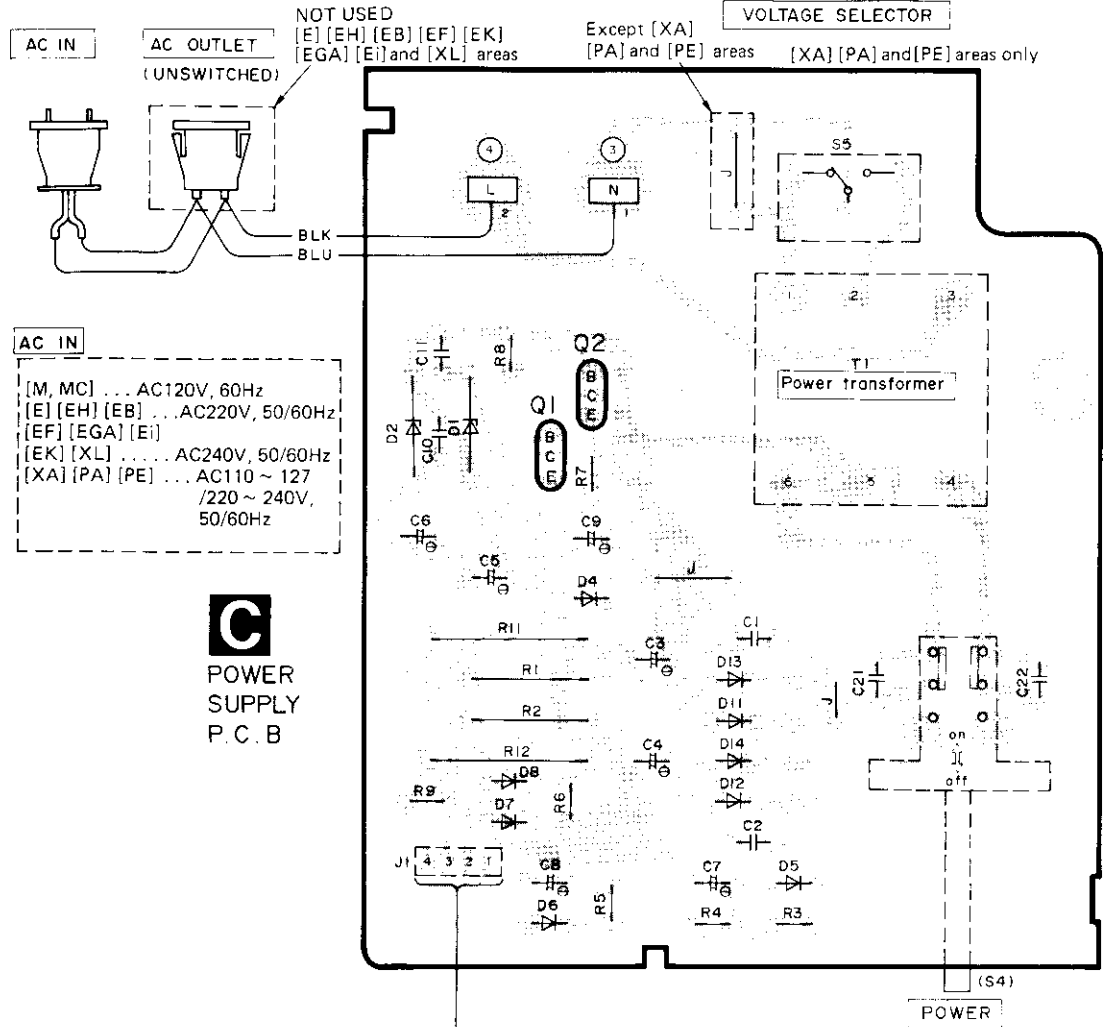 AC IN
AC OUTLET
(UNSWITCHED)
NOT USED
[E] [EH] [EB] [EF] [EK]
[EGA] [Ei] and [XL] areas
Except [XA]
[PA] and [PE] areas
VOLTAGE SELECTOR
[XA] [PA] and [PE] areas only
4
3
L
2
N
1
J
S5
BLK
BLU
1
2
3
T1
Power transformer
6
5
4
AC IN
[M, MC] ... AC120V, 60Hz
[E] [EH] [EB] ... AC220V, 50/60Hz
[EF] [EGA] [Ei]
[EK] [XL] ..... AC240V, 50/60Hz
[XA] [PA] [PE] ... AC110 ~ 127
/220 ~ 240V,
50/60Hz
C11
R8
Q2
B
C
E
D2
C10
D1
Q1
B
C
E
R7
C6
C9
C5
D4
J
C
POWER
SUPPLY
P.C.B
R11
C1
C3
R1
D13
C21
C22
J
R2
D11
R12
C4
D14
on
off
D8
D12
R9
D7
R6
C2
J1
4 3 2 1
C8
C7
D5
D6
R5
R4
R3
(S4)
POWER